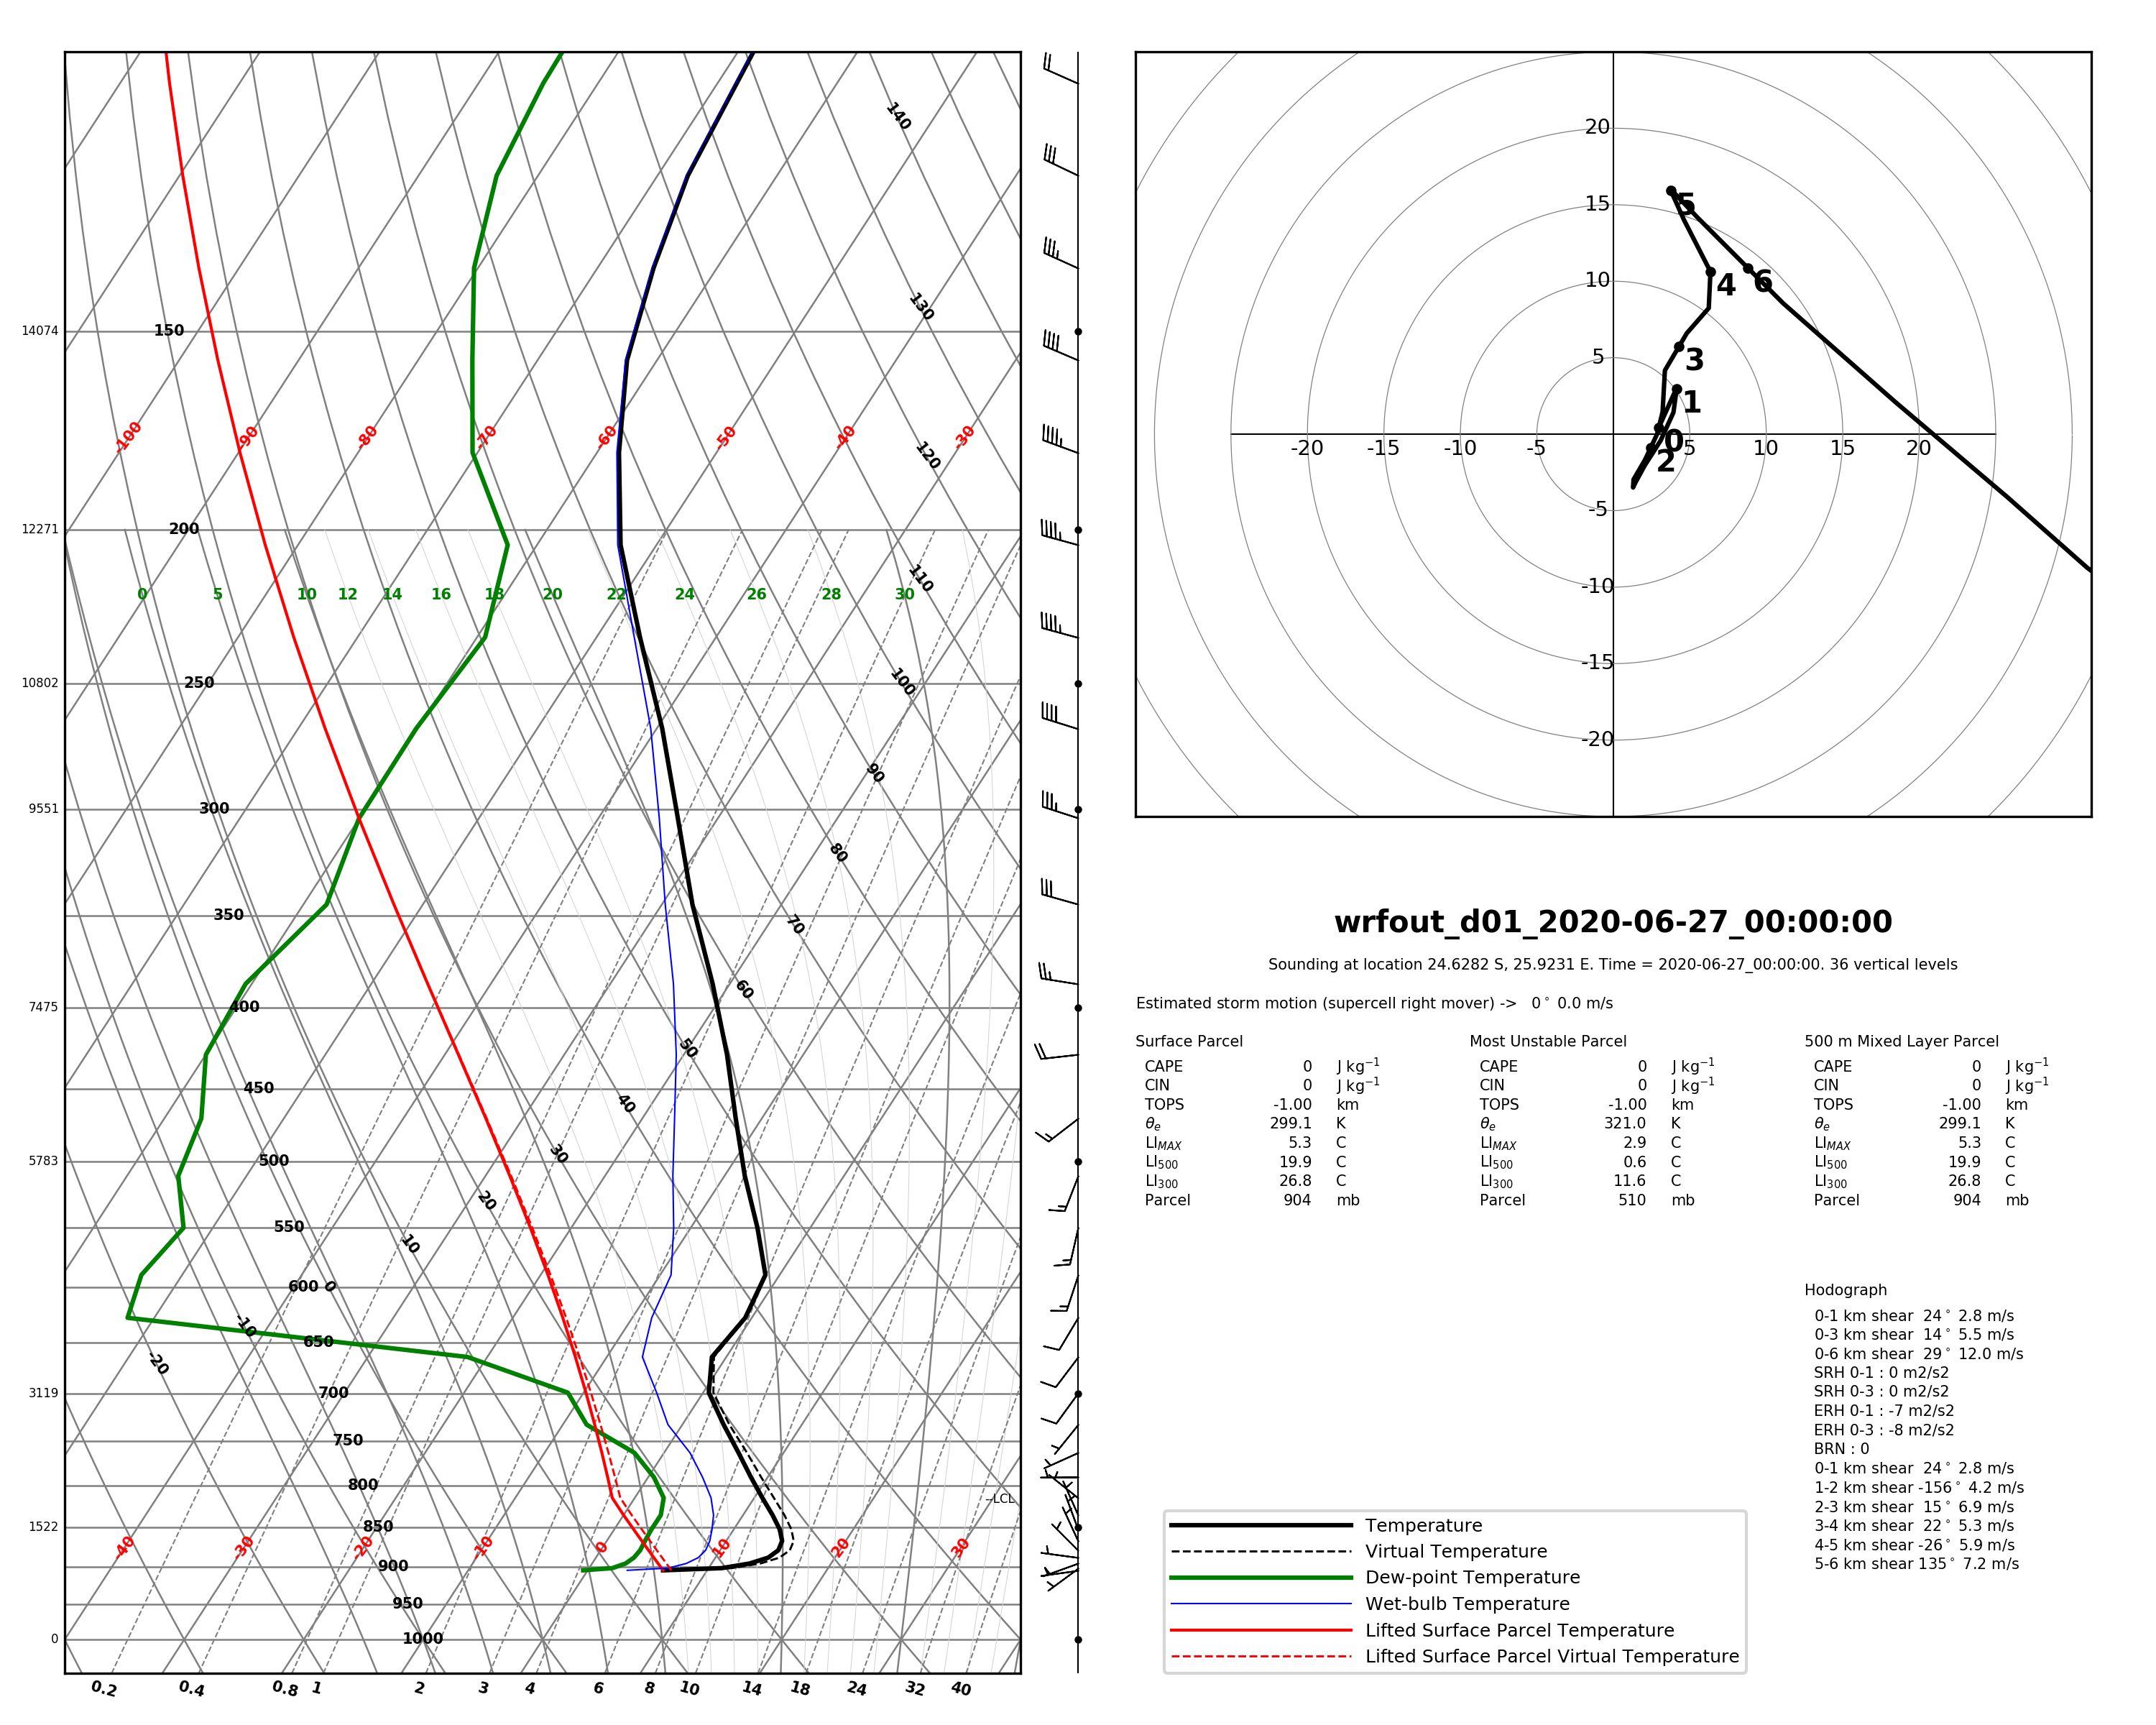 140
130
120
110
100
90
80
70
60
50
40
30
20
10
0
-10
-20
14074 150
-100 -90 -80 -70 -60 -50 -40 -30
12271 200
0 5 10 12 14 16 18 20 22 24 26 28 30
10802 250
9551 300
350
7475 400
450
5783 500
550
600
650
3119 700
750
800
--LCL
1522 850
-40 -30 -20 -10 0 10 20 30
900
950
0 1000
0.2 0.4 0.8 1 2 3 4 6 8 10 14 18 24 32 40
20
15
10
5
-20 -15 -10 -5 5 10 15 20
-5
-10
-15
-20
5
6
4
3
1
0
2
wrfout_d01_2020-06-27_00:00:00
Sounding at location 24.6282 S, 25.9231 E. Time = 2020-06-27_00:00:00. 36 vertical levels
Estimated storm motion (supercell right mover) -> 0° 0.0 m/s
Surface Parcel
CAPE 0 J kg⁻¹
CIN 0 J kg⁻¹
TOPS -1.00 km
θₑ 299.1 K
LI_MAX 5.3 C
LI₅₀₀ 19.9 C
LI₃₀₀ 26.8 C
Parcel 904 mb
Most Unstable Parcel
CAPE 0 J kg⁻¹
CIN 0 J kg⁻¹
TOPS -1.00 km
θₑ 321.0 K
LI_MAX 2.9 C
LI₅₀₀ 0.6 C
LI₃₀₀ 11.6 C
Parcel 510 mb
500 m Mixed Layer Parcel
CAPE 0 J kg⁻¹
CIN 0 J kg⁻¹
TOPS -1.00 km
θₑ 299.1 K
LI_MAX 5.3 C
LI₅₀₀ 19.9 C
LI₃₀₀ 26.8 C
Parcel 904 mb
Hodograph
0-1 km shear 24° 2.8 m/s
0-3 km shear 14° 5.5 m/s
0-6 km shear 29° 12.0 m/s
SRH 0-1 : 0 m2/s2
SRH 0-3 : 0 m2/s2
ERH 0-1 : -7 m2/s2
ERH 0-3 : -8 m2/s2
BRN : 0
0-1 km shear 24° 2.8 m/s
1-2 km shear -156° 4.2 m/s
2-3 km shear 15° 6.9 m/s
3-4 km shear 22° 5.3 m/s
4-5 km shear -26° 5.9 m/s
5-6 km shear 135° 7.2 m/s
Temperature
Virtual Temperature
Dew-point Temperature
Wet-bulb Temperature
Lifted Surface Parcel Temperature
Lifted Surface Parcel Virtual Temperature